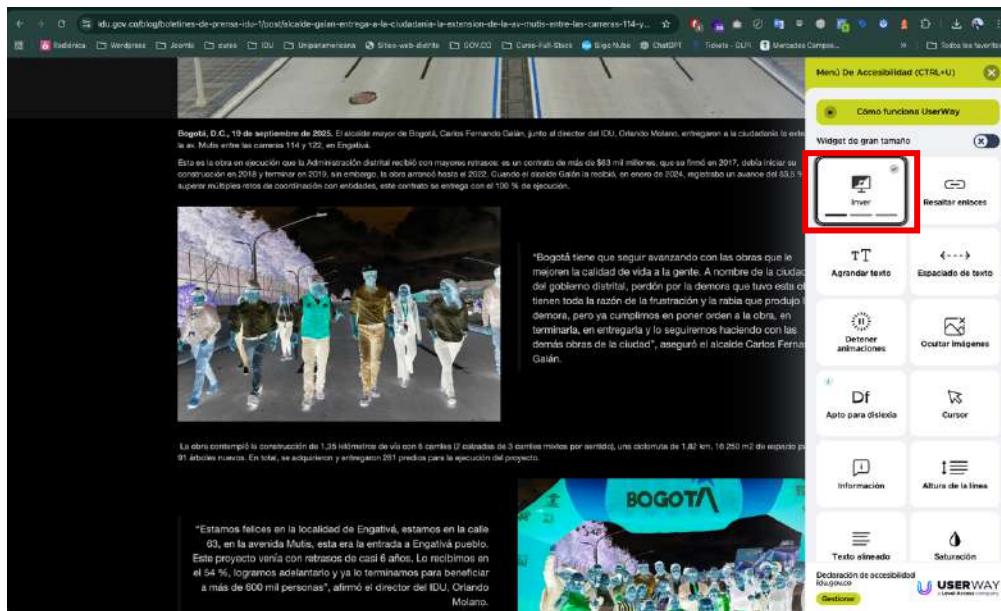 idu.gov.co/blog/boletines-de-prensa-idu-1/post/alcalde-galan-entrega-a-la-ciudadania-la-extension-de-la-av-mutis-entre-las-carreras-114-y...
Radiónica Wordpress Joomla IDU Unipanamericana Sitios-web-distrito GOV.CO Curso-Full-Stack GigoNube ChatGPT Tickets - GLPI Mercedes Campos... Todos los favoritos
Menú De Accesibilidad (CTRL+U)
Cómo funciona UserWay
Widget de gran tamaño
Bogotá, D.C., 19 de septiembre de 2025. El alcalde mayor de Bogotá, Carlos Fernando Galán, junto al director del IDU, Orlando Molano, entregaron a la ciudadanía la
la av. Mutis entre las carreras 114 y 122, en Engativá.
Esta es la obra en ejecución que la Administración distrital recibió con mayores retrasos: es un contrato de más de $63 mil millones, que se firmó en 2017, debía iniciar su
construcción en 2018 y terminar en 2019, sin embargo, la obra arrancó hasta el 2022. Cuando el alcalde Galán la recibió, en enero de 2024, registraba un avance del
superar múltiples retos de coordinación con entidades, este contrato se entrega con el 100 % de ejecución.
Inver
Resaltar enlaces
"Bogotá tiene que seguir avanzando con las obras que le
mejoren la calidad de vida a la gente. A nombre de la
del gobierno distrital, perdón por la demora que tuvo esta
tienen toda la razón de la frustración y la rabia que produjo
demora, pero ya cumplimos en poner orden a la obra, en
terminarla, en entregarla y lo seguiremos haciendo con las
demás obras de la ciudad", aseguró el alcalde Carlos
Galán.
TT
Agrandar texto
Espaciado de texto
Detener
animaciones
Ocultar imágenes
Df
Apto para dislexia
Cursor
Información
Altura de la línea
La obra contempló la construcción de 1,35 kilómetros de vía con 6 carriles (2 calzadas de 3 carriles mixtos por sentido), una ciclorruta de 1,82 km, 16 250 m2 de espacio
91 árboles nuevos. En total, se adquirieron y entregaron 281 predios para la ejecución del proyecto.
BOGOTÁ
"Estamos felices en la localidad de Engativá, estamos en la calle
63, en la avenida Mutis, esta era la entrada a Engativá pueblo.
Este proyecto venía con retrasos de casi 6 años. Lo recibimos en
el 54 %, logramos adelantarlo y ya lo terminamos para beneficiar
a más de 600 mil personas", afirmó el director del IDU, Orlando
Molano.
Texto alineado
Saturación
Declaración de accesibilidad
idu.gov.co
Gestionar
USERWAY
a Level Access company